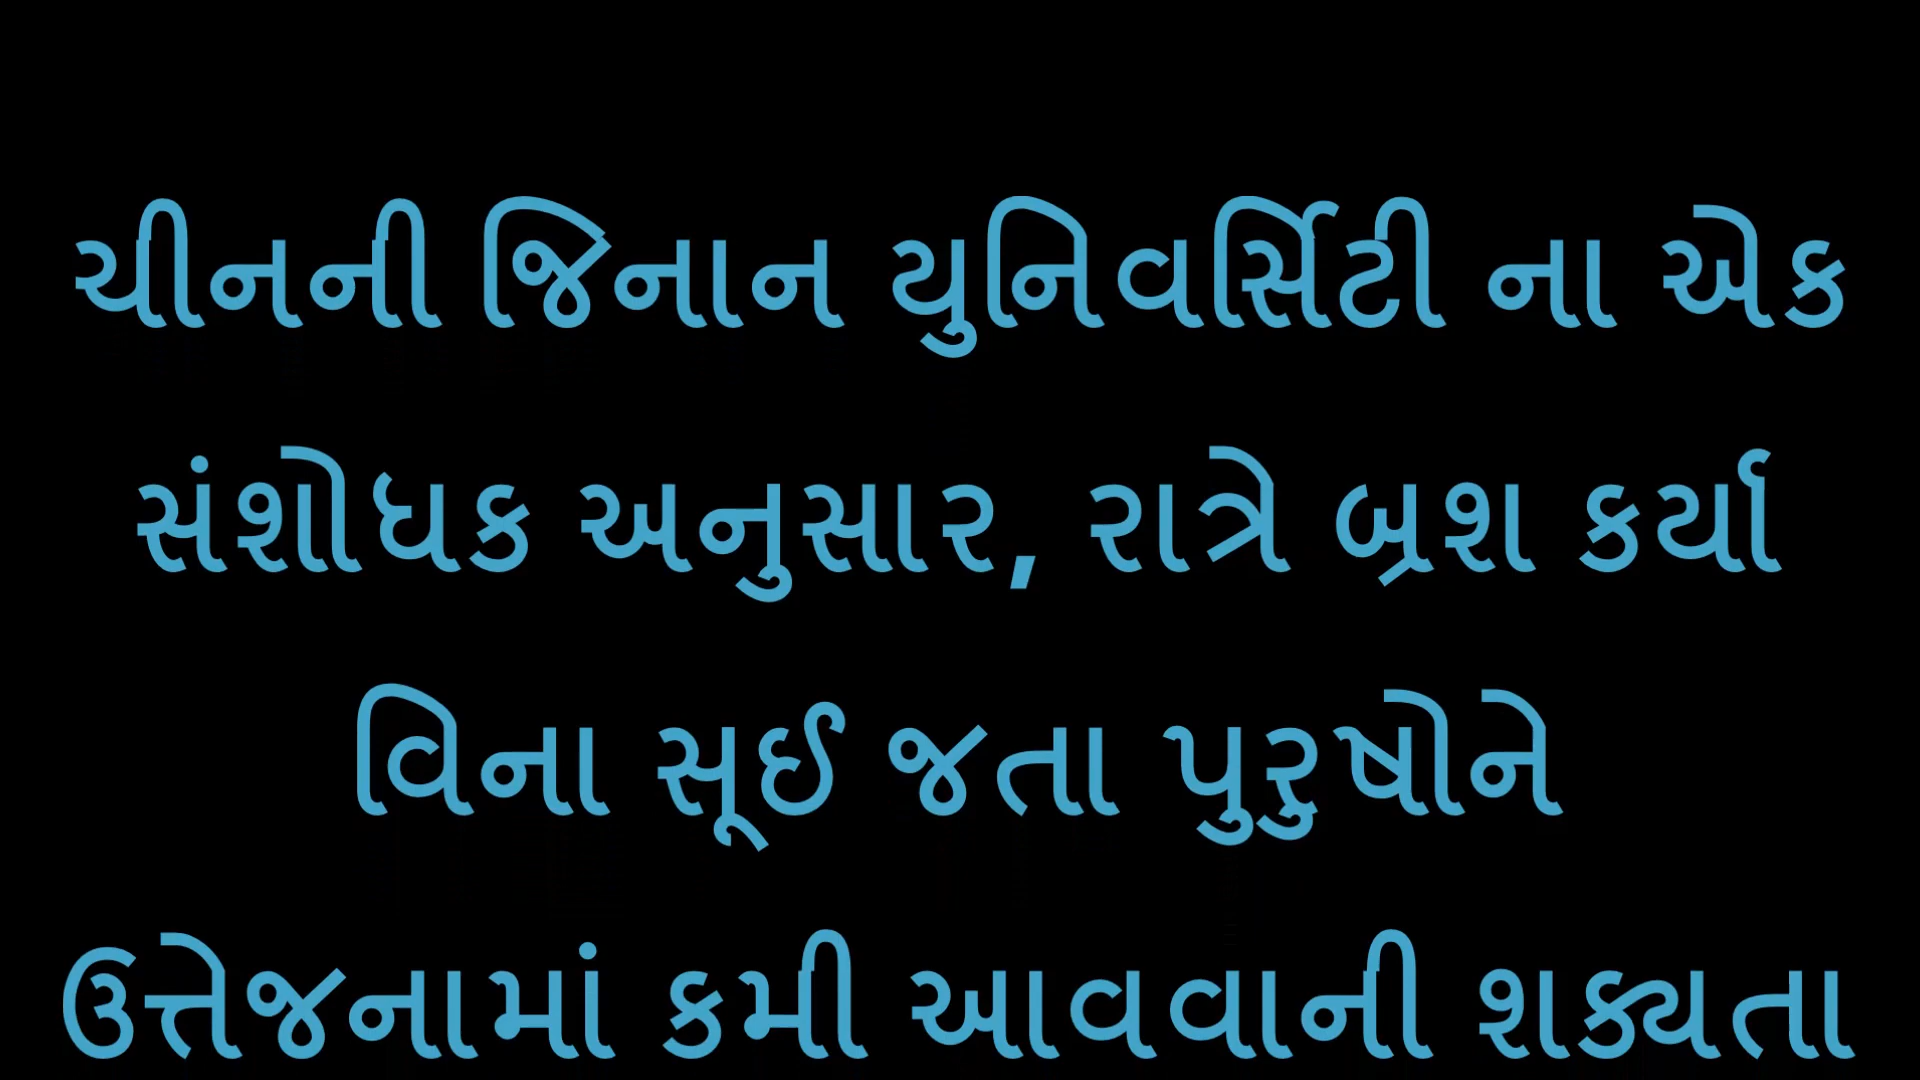 ચીનની જિનાન યુનિવર્સિટી ના એક
સંશોધક અનુસાર, રાત્રે બ્રશ કર્યા
વિના સૂઈ જતા પુરુષોને
ઉત્તેજનામાં કમી આવવાની શક્યતા